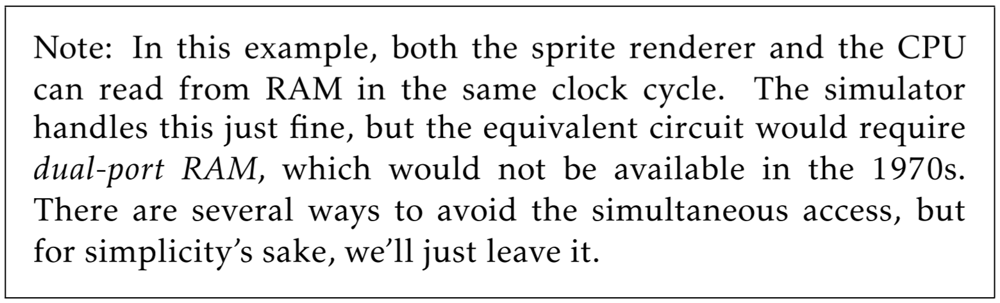 Note: In this example, both the sprite renderer and the CPU
can read from RAM in the same clock cycle. The simulator
handles this just fine, but the equivalent circuit would require
dual-port RAM, which would not be available in the 1970s.
There are several ways to avoid the simultaneous access, but
for simplicity’s sake, we’ll just leave it.